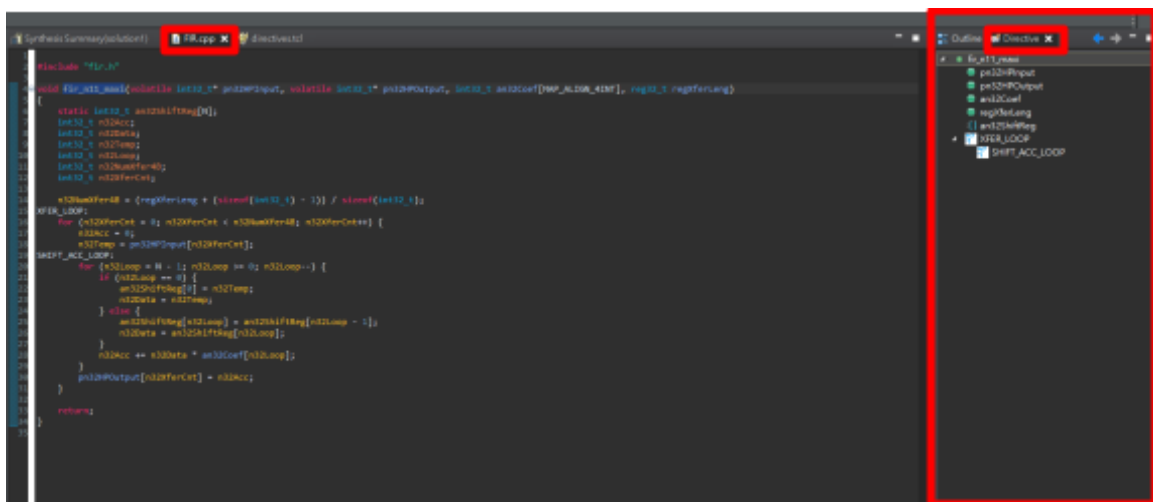 Synthesis Summary(solution1)
FIR.cpp
directives.tcl
Outline
Directive
#include "fir.h"
void fir_n11_maxi(volatile int32_t* pn32HPInput, volatile int32_t* pn32HPOutput, int32_t an32Coef[MAP_ALIGN_4INT], reg32_t regXferLeng)
{
static int32_t an32ShiftReg[N];
int32_t n32Acc;
int32_t n32Data;
int32_t n32Temp;
int32_t n32Loop;
int32_t n32NumXfer4B;
int32_t n32XferCnt;
n32NumXfer4B = (regXferLeng + (sizeof(int32_t) - 1)) / sizeof(int32_t);
XFER_LOOP:
for (n32XferCnt = 0; n32XferCnt < n32NumXfer4B; n32XferCnt++) {
n32Acc = 0;
n32Temp = pn32HPInput[n32XferCnt];
SHIFT_ACC_LOOP:
for (n32Loop = N - 1; n32Loop >= 0; n32Loop--) {
if (n32Loop == 0) {
an32ShiftReg[0] = n32Temp;
n32Data = n32Temp;
} else {
an32ShiftReg[n32Loop] = an32ShiftReg[n32Loop - 1];
n32Data = an32ShiftReg[n32Loop];
}
n32Acc += n32Data * an32Coef[n32Loop];
}
pn32HPOutput[n32XferCnt] = n32Acc;
}
return;
}
fir_n11_maxi
pn32HPInput
pn32HPOutput
an32Coef
regXferLeng
an32ShiftReg
XFER_LOOP
SHIFT_ACC_LOOP